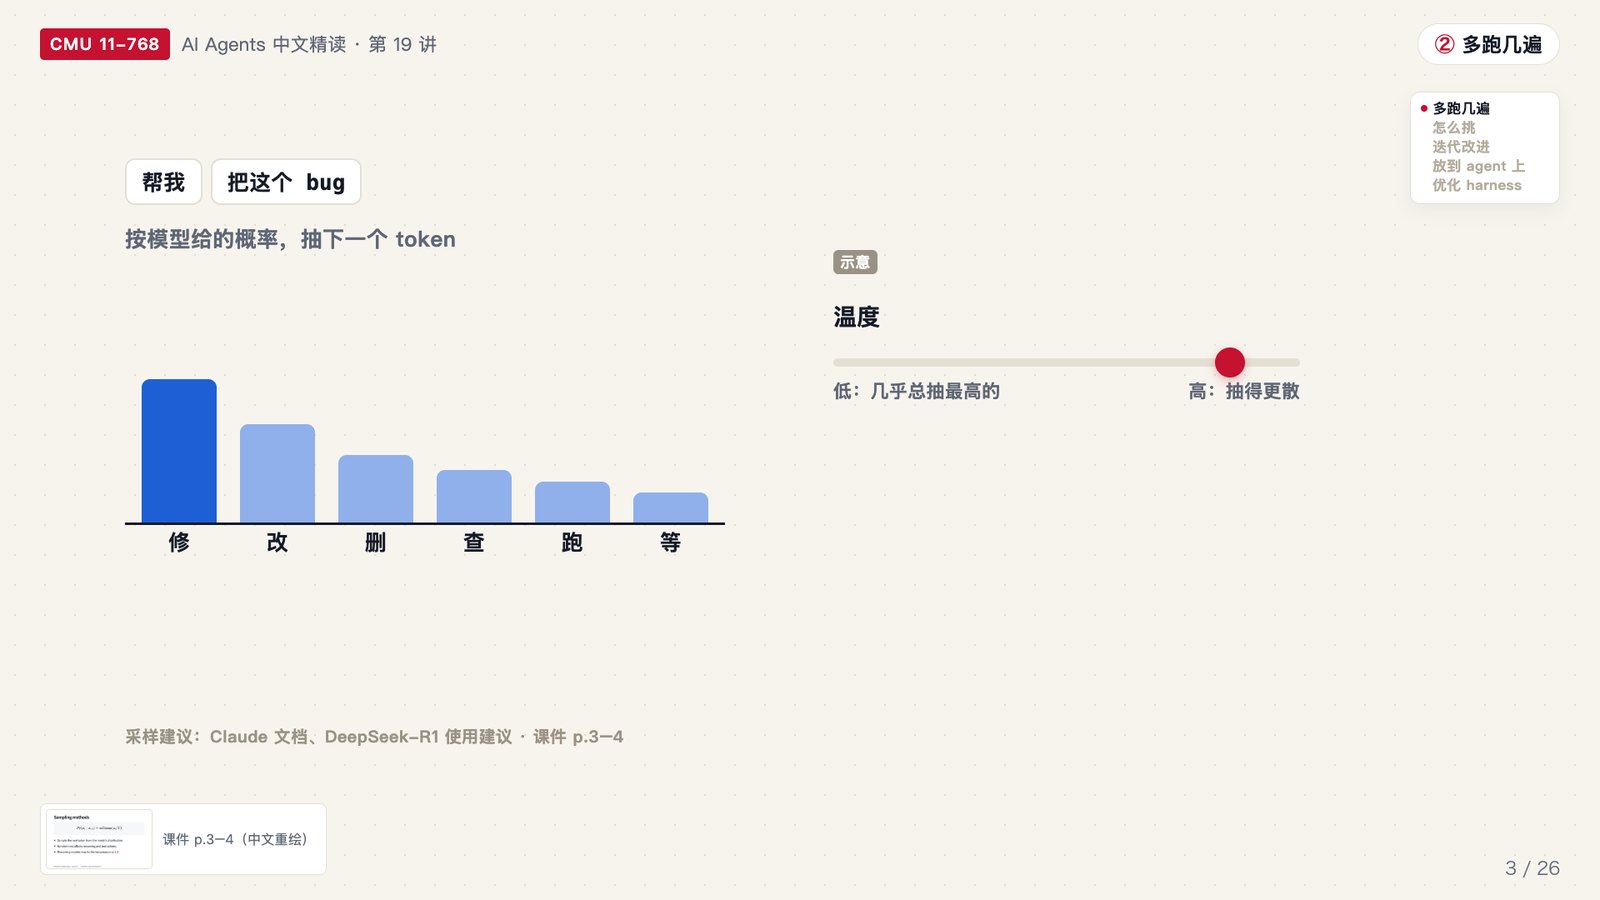 CMU 11-768 AI Agents 中文精读 · 第 19 讲
② 多跑几遍
多跑几遍
怎么挑
迭代改进
放到 agent 上
优化 harness
帮我 把这个 bug
按模型给的概率，抽下一个 token
修 改 删 查 跑 等
示意
温度
低：几乎总抽最高的 高：抽得更散
采样建议：Claude 文档、DeepSeek-R1 使用建议 · 课件 p.3—4
Sampling methods
课件 p.3—4（中文重绘）
3 / 26